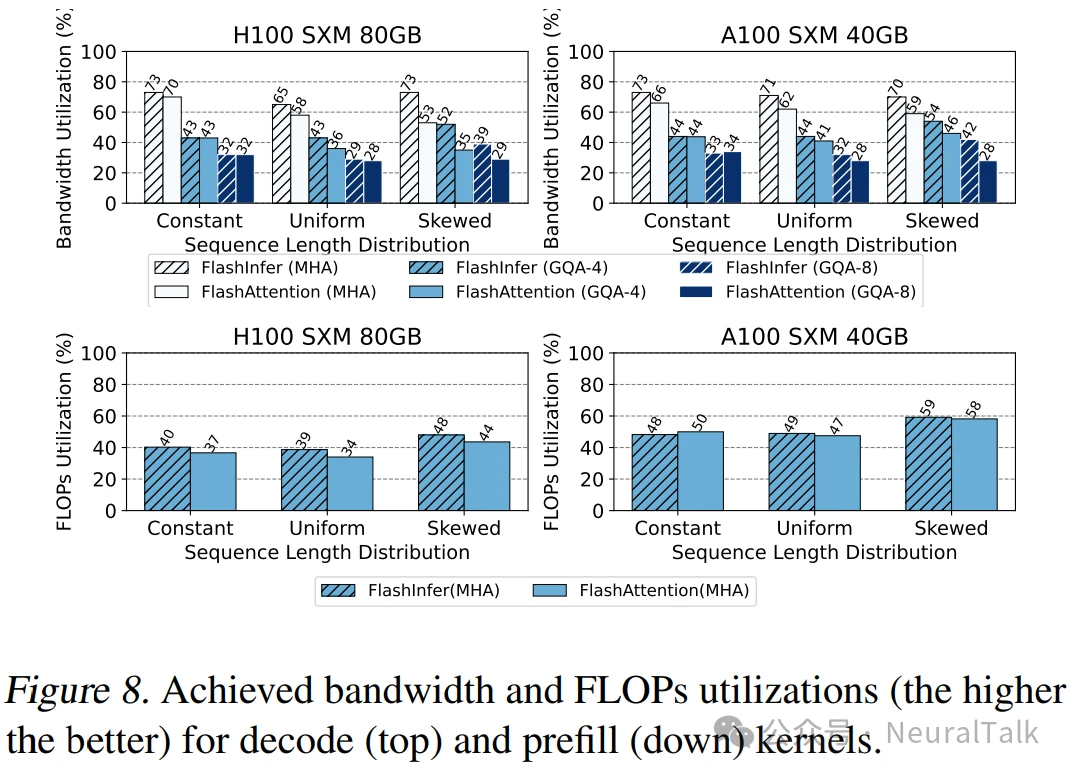 H100 SXM 80GB
Bandwidth Utilization (%)
100
80
60
40
20
0
73 70 43 43 32 32
65 58 43 36 29 28
73 53 52 35 39 29
Constant Uniform Skewed
Sequence Length Distribution
A100 SXM 40GB
Bandwidth Utilization (%)
100
80
60
40
20
0
73 66 44 44 33 34
71 62 44 41 32 28
70 59 54 46 42 28
Constant Uniform Skewed
Sequence Length Distribution
FlashInfer (MHA) FlashInfer (GQA-4) FlashInfer (GQA-8)
FlashAttention (MHA) FlashAttention (GQA-4) FlashAttention (GQA-8)
H100 SXM 80GB
FLOPs Utilization (%)
100
80
60
40
20
0
40 37 39 34 48 44
Constant Uniform Skewed
Sequence Length Distribution
A100 SXM 40GB
FLOPs Utilization (%)
100
80
60
40
20
0
48 50 49 47 59 58
Constant Uniform Skewed
Sequence Length Distribution
FlashInfer(MHA) FlashAttention(MHA)
Figure 8. Achieved bandwidth and FLOPs utilizations (the higher
the better) for decode (top) and prefill (down) kernels.
公众号 · NeuralTalk